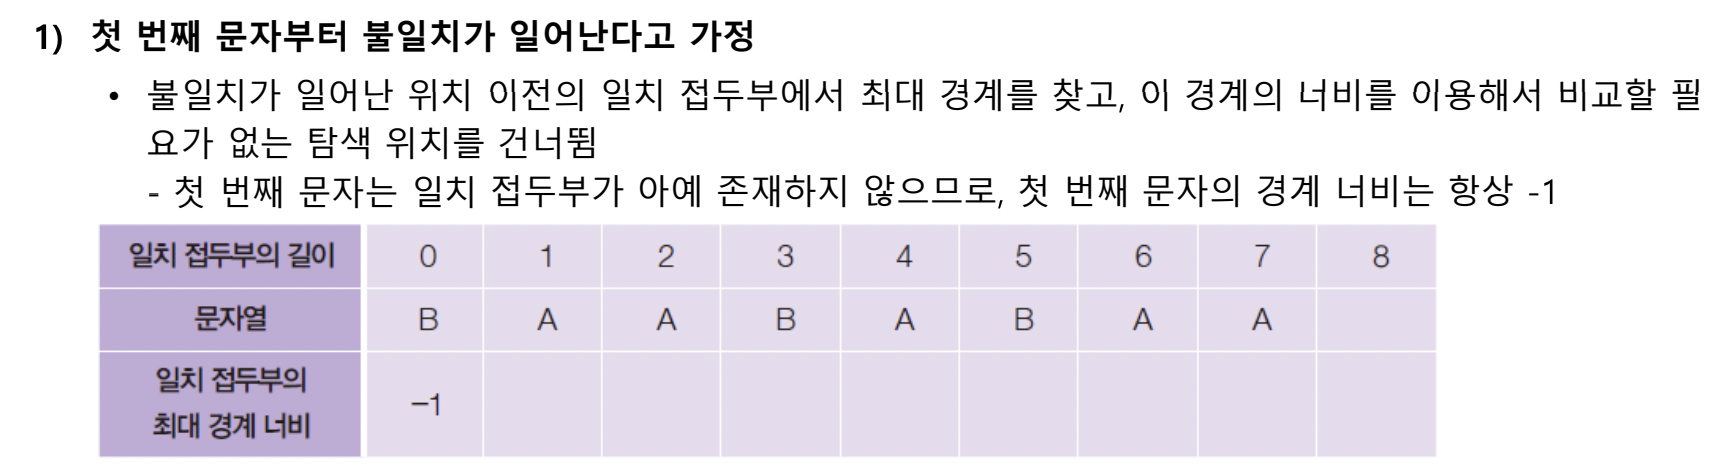 1) 첫 번째 문자부터 불일치가 일어난다고 가정
• 불일치가 일어난 위치 이전의 일치 접두부에서 최대 경계를 찾고, 이 경계의 너비를 이용해서 비교할 필
요가 없는 탐색 위치를 건너뜀
- 첫 번째 문자는 일치 접두부가 아예 존재하지 않으므로, 첫 번째 문자의 경계 너비는 항상 -1
일치 접두부의 길이 0 1 2 3 4 5 6 7 8
문자열 B A A B A B A A
일치 접두부의
최대 경계 너비 −1